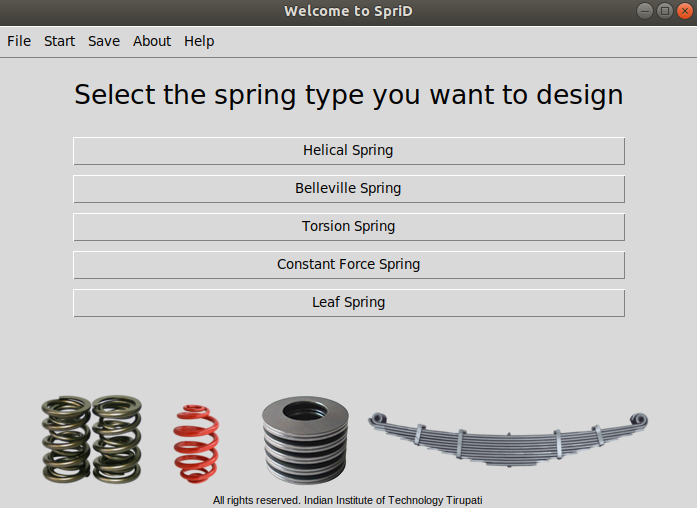 Welcome to SpriD
File Start Save About Help
Select the spring type you want to design
Helical Spring
Belleville Spring
Torsion Spring
Constant Force Spring
Leaf Spring
All rights reserved. Indian Institute of Technology Tirupati